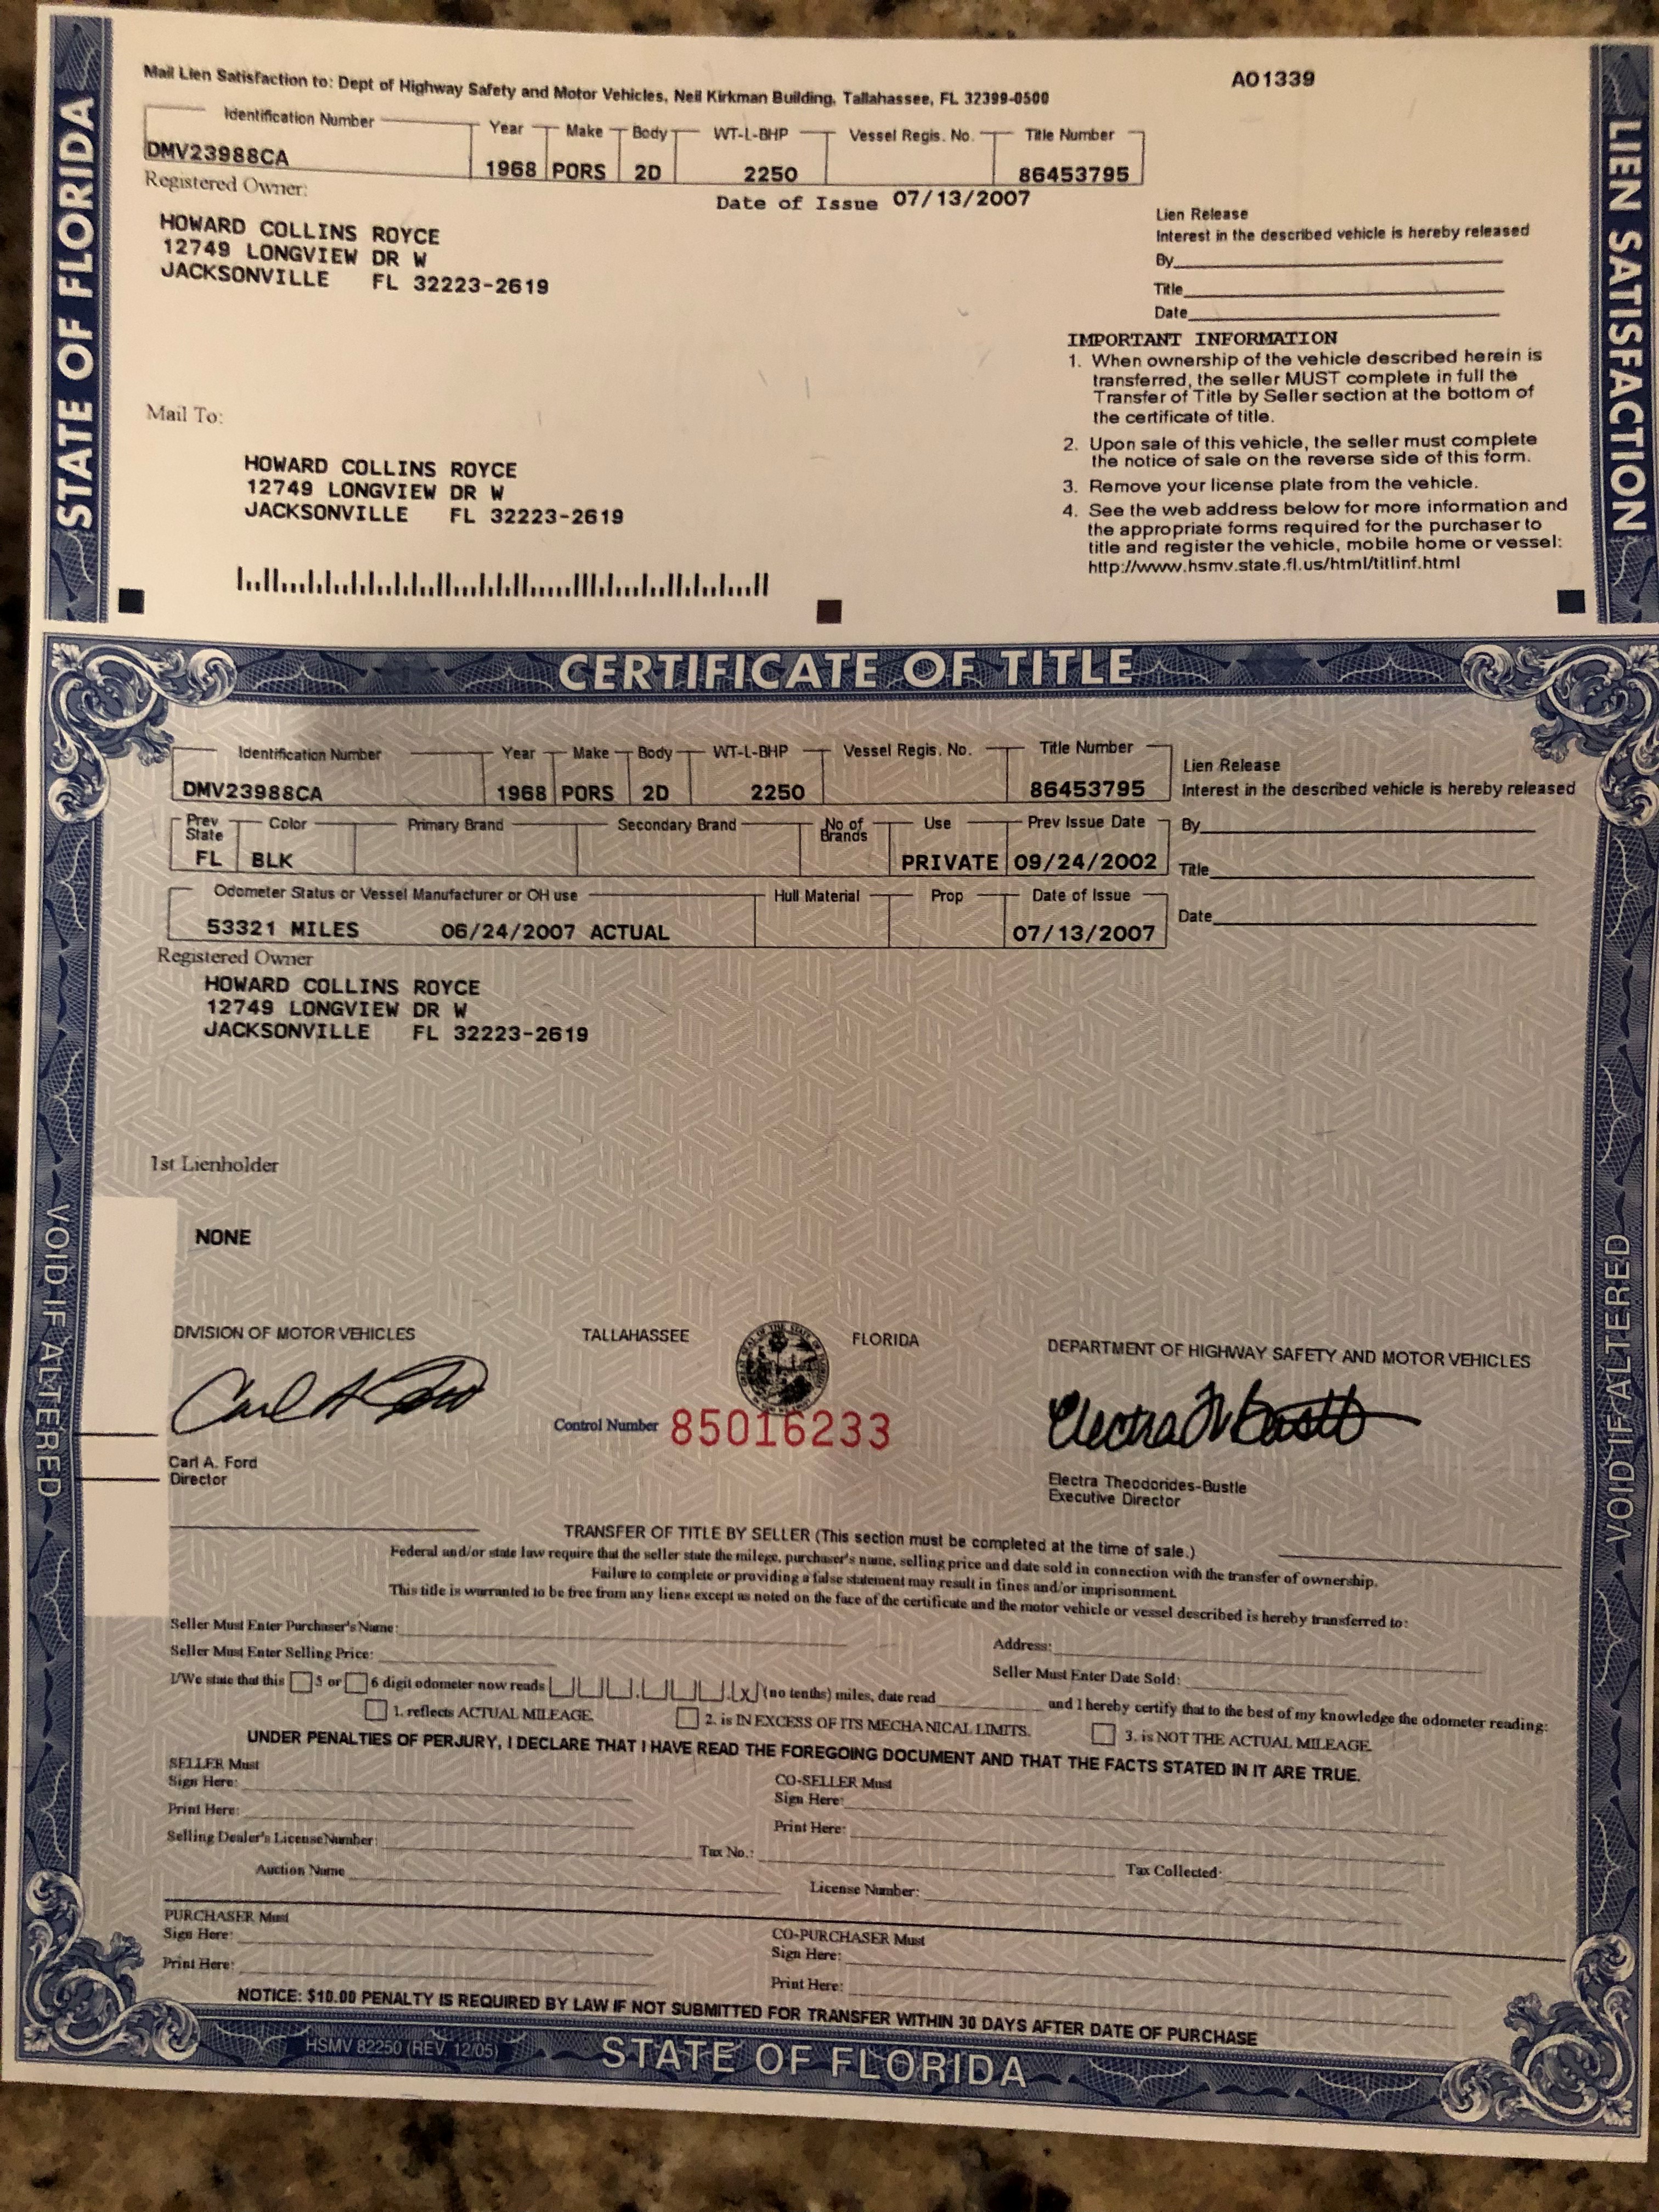 STATE OF FLORIDA
LIEN SATISFACTION
Mail Lien Satisfaction to: Dept of Highway Safety and Motor Vehicles, Neil Kirkman Building, Tallahassee, FL 32399-0500
AO1339
Identification Number Year Make Body WT-L-BHP Vessel Regis. No. Title Number
DMV23988CA 1968 PORS 2D 2250 86453795
Registered Owner:
Date of Issue 07/13/2007
HOWARD COLLINS ROYCE
12749 LONGVIEW DR W
JACKSONVILLE FL 32223-2619
Lien Release
Interest in the described vehicle is hereby released
By
Title
Date
IMPORTANT INFORMATION
1. When ownership of the vehicle described herein is
transferred, the seller MUST complete in full the
Transfer of Title by Seller section at the bottom of
the certificate of title.
2. Upon sale of this vehicle, the seller must complete
the notice of sale on the reverse side of this form.
3. Remove your license plate from the vehicle.
4. See the web address below for more information and
the appropriate forms required for the purchaser to
title and register the vehicle, mobile home or vessel:
http://www.hsmv.state.fl.us/html/titlinf.html
Mail To:
HOWARD COLLINS ROYCE
12749 LONGVIEW DR W
JACKSONVILLE FL 32223-2619
CERTIFICATE OF TITLE
Identification Number Year Make Body WT-L-BHP Vessel Regis. No. Title Number
DMV23988CA 1968 PORS 2D 2250 86453795
Lien Release
Interest in the described vehicle is hereby released
Prev State Color Primary Brand Secondary Brand No of Brands Use Prev Issue Date
FL BLK PRIVATE 09/24/2002
By
Title
Odometer Status or Vessel Manufacturer or OH use Hull Material Prop Date of Issue
53321 MILES 06/24/2007 ACTUAL 07/13/2007
Date
Registered Owner
HOWARD COLLINS ROYCE
12749 LONGVIEW DR W
JACKSONVILLE FL 32223-2619
1st Lienholder
NONE
VOID IF ALTERED
VOID IF ALTERED
DIVISION OF MOTOR VEHICLES TALLAHASSEE FLORIDA DEPARTMENT OF HIGHWAY SAFETY AND MOTOR VEHICLES
Control Number 85016233
Carl A. Ford
Director
Electra Theodorides-Bustle
Executive Director
TRANSFER OF TITLE BY SELLER (This section must be completed at the time of sale.)
Federal and/or state law require that the seller state the milege, purchaser's name, selling price and date sold in connection with the transfer of ownership.
Failure to complete or providing a false statement may result in fines and/or imprisonment.
This title is warranted to be free from any liens except as noted on the face of the certificate and the motor vehicle or vessel described is hereby transferred to:
Seller Must Enter Purchaser's Name: Address:
Seller Must Enter Selling Price: Seller Must Enter Date Sold:
I/We state that this 5 or 6 digit odometer now reads x (no tenths) miles, date read and I hereby certify that to the best of my knowledge the odometer reading:
1. reflects ACTUAL MILEAGE. 2. is IN EXCESS OF ITS MECHANICAL LIMITS. 3. is NOT THE ACTUAL MILEAGE.
UNDER PENALTIES OF PERJURY, I DECLARE THAT I HAVE READ THE FOREGOING DOCUMENT AND THAT THE FACTS STATED IN IT ARE TRUE.
SELLER Must
Sign Here:
CO-SELLER Must
Sign Here:
Print Here:
Print Here:
Selling Dealer's License Number: Tax No.: Tax Collected:
Auction Name License Number:
PURCHASER Must
Sign Here:
CO-PURCHASER Must
Sign Here:
Print Here:
Print Here:
NOTICE: $10.00 PENALTY IS REQUIRED BY LAW IF NOT SUBMITTED FOR TRANSFER WITHIN 30 DAYS AFTER DATE OF PURCHASE
HSMV 82250 (REV. 12/05)
STATE OF FLORIDA